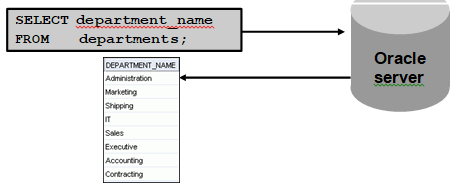 SELECT department_name
FROM departments;
Oracle
server
DEPARTMENT_NAME
Administration
Marketing
Shipping
IT
Sales
Executive
Accounting
Contracting